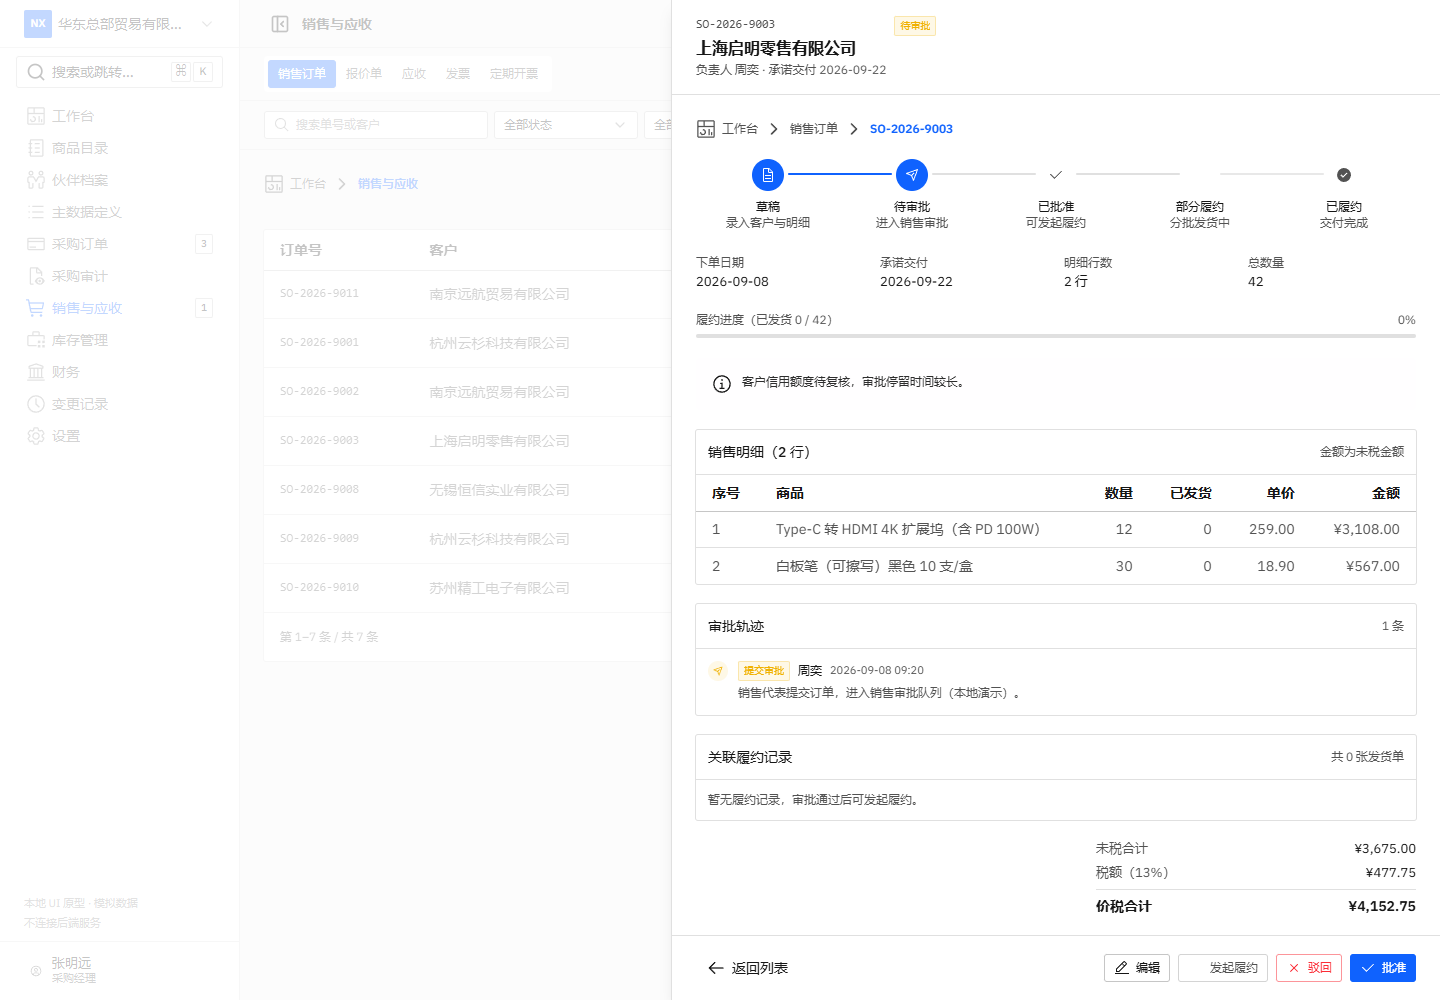 NX 华东总部贸易有限...
搜索或跳转... ⌘ K
工作台
商品目录
伙伴档案
主数据定义
采购订单 3
采购审计
销售与应收 1
库存管理
财务
变更记录
设置
本地 UI 原型 · 模拟数据
不连接后端服务
张明远
采购经理
销售与应收
销售订单 报价单 应收 发票 定期开票
搜索单号或客户 全部状态
工作台 销售与应收
订单号 客户
SO-2026-9011 南京远航贸易有限公司
SO-2026-9001 杭州云杉科技有限公司
SO-2026-9002 南京远航贸易有限公司
SO-2026-9003 上海启明零售有限公司
SO-2026-9008 无锡恒信实业有限公司
SO-2026-9009 杭州云杉科技有限公司
SO-2026-9010 苏州精工电子有限公司
第 1–7 条 / 共 7 条
SO-2026-9003 待审批
上海启明零售有限公司
负责人 周奕 · 承诺交付 2026-09-22
工作台 销售订单 SO-2026-9003
草稿 待审批 已批准 部分履约 已履约
录入客户与明细 进入销售审批 可发起履约 分批发货中 交付完成
下单日期 承诺交付 明细行数 总数量
2026-09-08 2026-09-22 2 行 42
履约进度（已发货 0 / 42） 0%
客户信用额度待复核，审批停留时间较长。
销售明细（2 行） 金额为未税金额
序号 商品 数量 已发货 单价 金额
1 Type-C 转 HDMI 4K 扩展坞（含 PD 100W） 12 0 259.00 ¥3,108.00
2 白板笔（可擦写）黑色 10 支/盒 30 0 18.90 ¥567.00
审批轨迹 1 条
提交审批 周奕 2026-09-08 09:20
销售代表提交订单，进入销售审批队列（本地演示）。
关联履约记录 共 0 张发货单
暂无履约记录，审批通过后可发起履约。
未税合计 ¥3,675.00
税额（13%） ¥477.75
价税合计 ¥4,152.75
返回列表 编辑 发起履约 驳回 批准